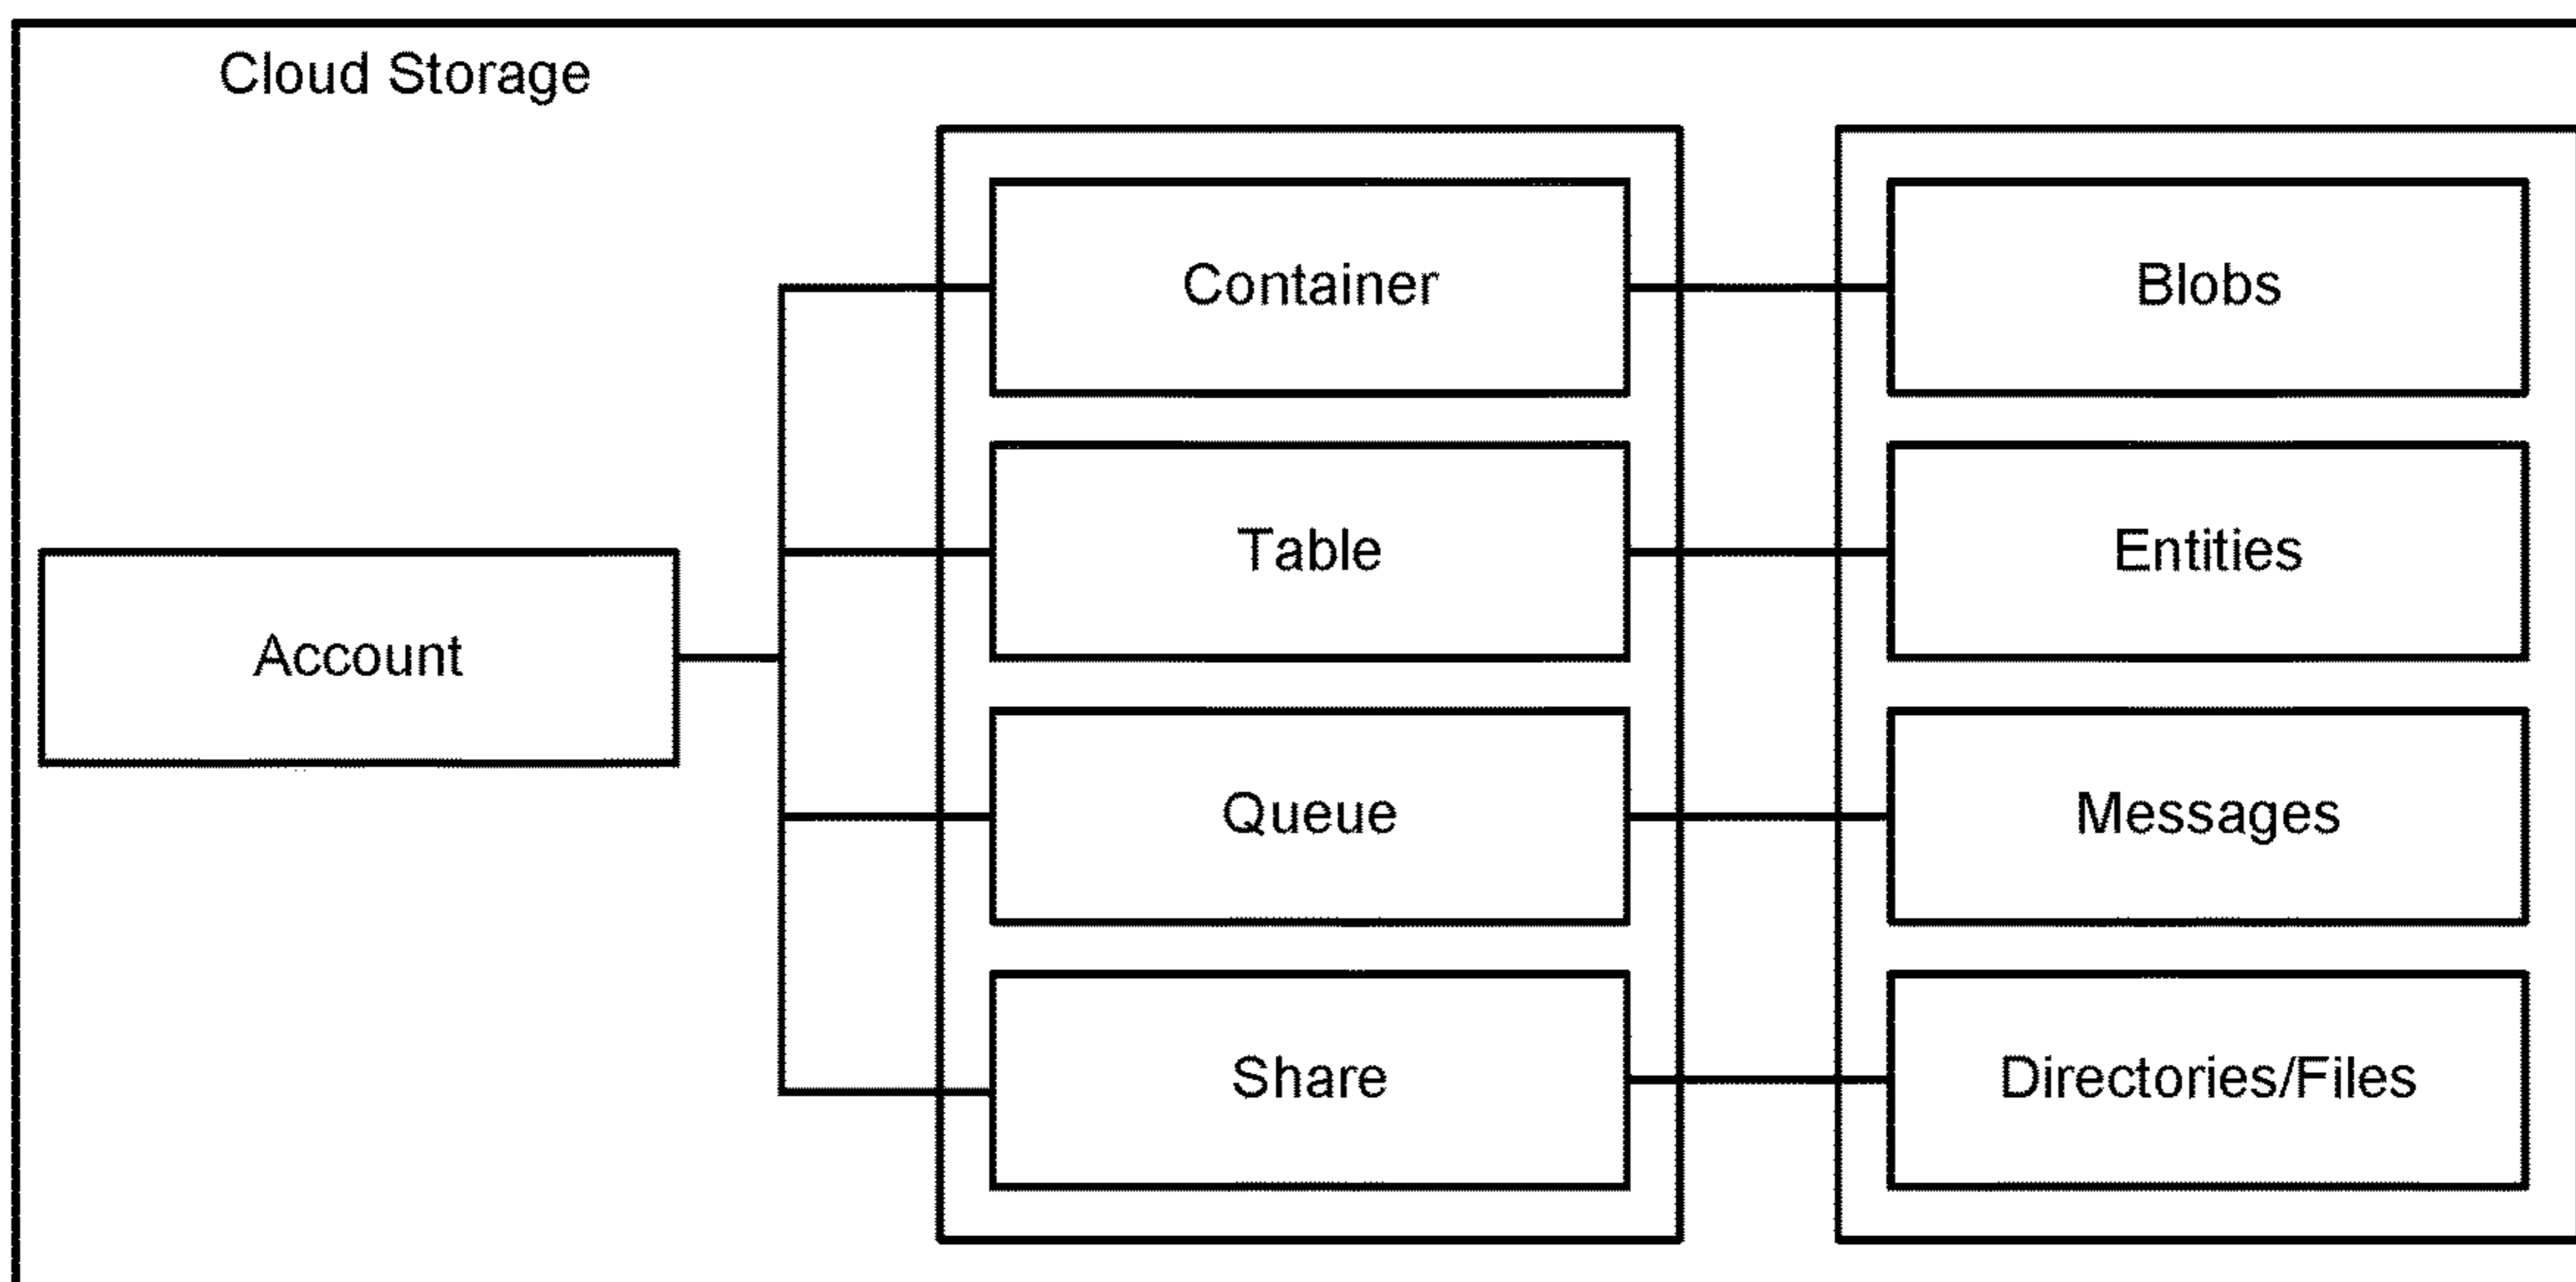 Cloud Storage
Account
Container
Table
Queue
Share
Blobs
Entities
Messages
Directories/Files